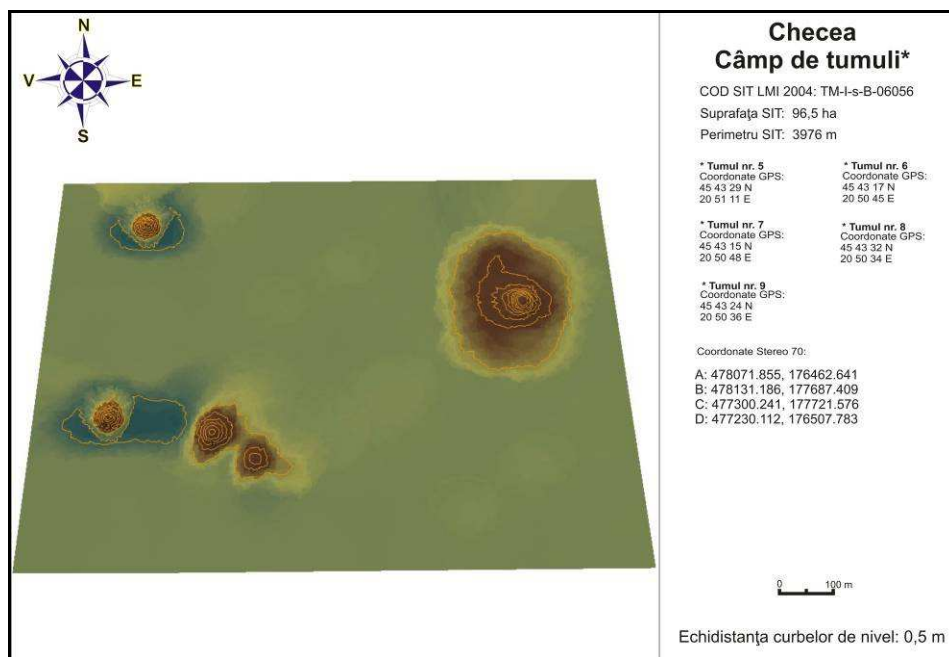 N
V E
S
Checea
Câmp de tumuli*
COD SIT LMI 2004: TM-I-s-B-06056
Suprafaţa SIT: 96,5 ha
Perimetru SIT: 3976 m
* Tumul nr. 5
Coordonate GPS:
45 43 29 N
20 51 11 E
* Tumul nr. 6
Coordonate GPS:
45 43 17 N
20 50 45 E
* Tumul nr. 7
Coordonate GPS:
45 43 15 N
20 50 48 E
* Tumul nr. 8
Coordonate GPS:
45 43 32 N
20 50 34 E
* Tumul nr. 9
Coordonate GPS:
45 43 24 N
20 50 36 E
Coordonate Stereo 70:
A: 478071.855, 176462.641
B: 478131.186, 177687.409
C: 477300.241, 177721.576
D: 477230.112, 176507.783
0 100 m
Echidistanţa curbelor de nivel: 0,5 m